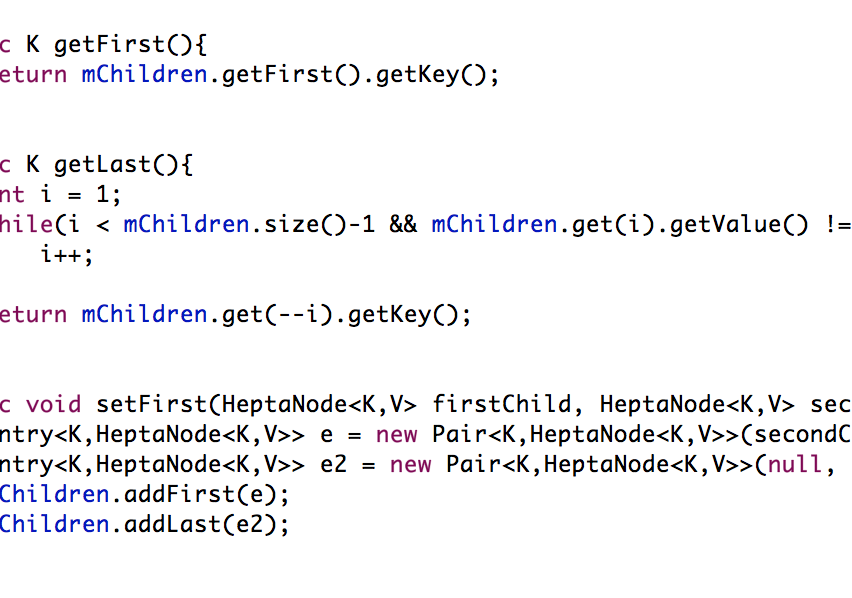 c K getFirst(){
eturn mChildren.getFirst().getKey();
c K getLast(){
nt i = 1;
hile(i < mChildren.size()-1 && mChildren.get(i).getValue() !=
i++;
eturn mChildren.get(--i).getKey();
c void setFirst(HeptaNode<K,V> firstChild, HeptaNode<K,V> sec
ntry<K,HeptaNode<K,V>> e = new Pair<K,HeptaNode<K,V>>(secondC
ntry<K,HeptaNode<K,V>> e2 = new Pair<K,HeptaNode<K,V>>(null,
Children.addFirst(e);
Children.addLast(e2);